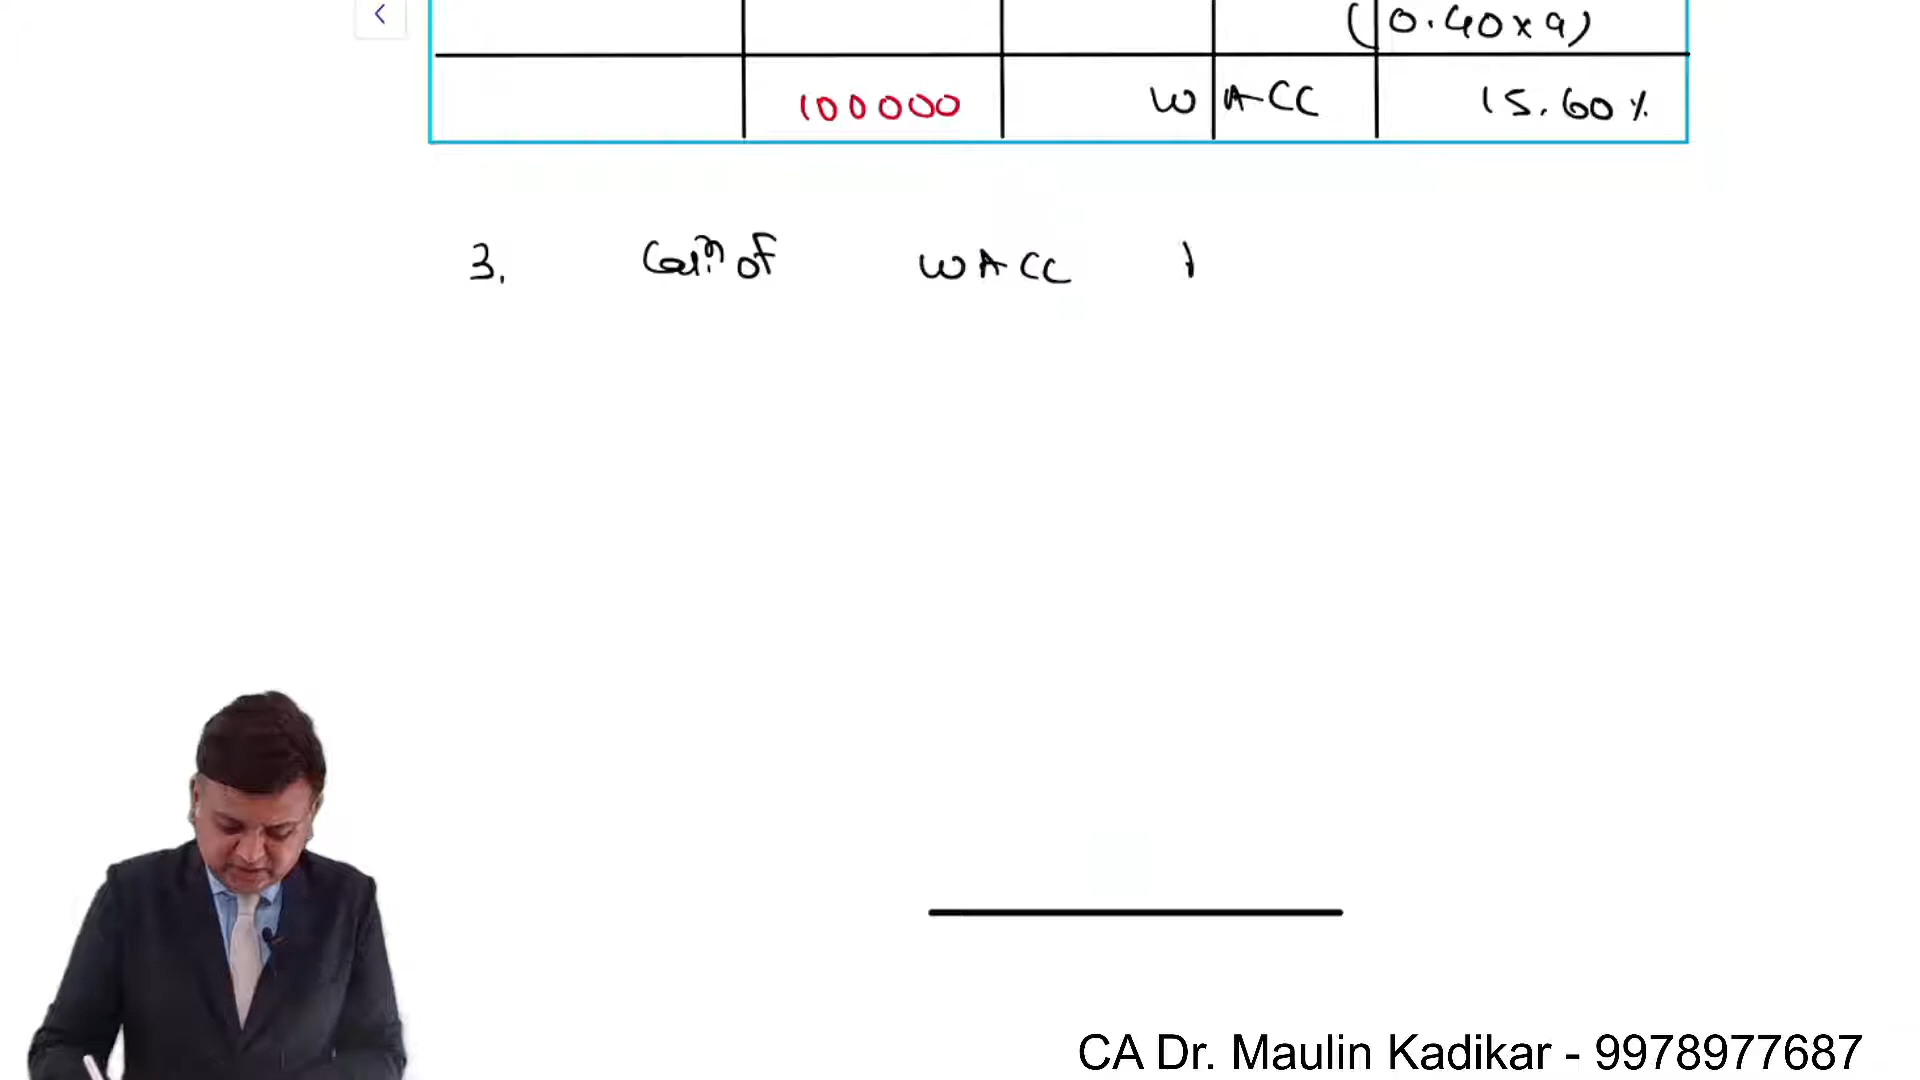 (0.40x9)
100000 WACC 15.60%
3. Caln of WACC
CA Dr. Maulin Kadikar - 9978977687